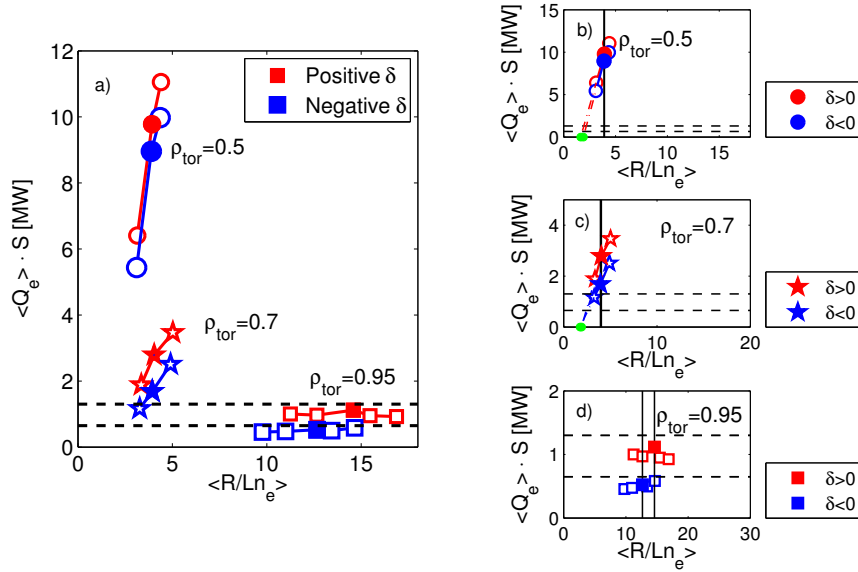 a)
Positive δ
Negative δ
ρ_tor=0.5
ρ_tor=0.7
ρ_tor=0.95
12
10
8
6
4
2
0
0 5 10 15
<R/Ln_e>
<Q_e> · S [MW]
b)
ρ_tor=0.5
15
10
5
0
0 5 10 15
<R/Ln_e>
<Q_e> · S [MW]
δ>0
δ<0
c)
ρ_tor=0.7
4
2
0
0 10 20
<R/Ln_e>
<Q_e> · S [MW]
δ>0
δ<0
d)
ρ_tor=0.95
2
1
0
0 10 20 30
<R/Ln_e>
<Q_e> · S [MW]
δ>0
δ<0